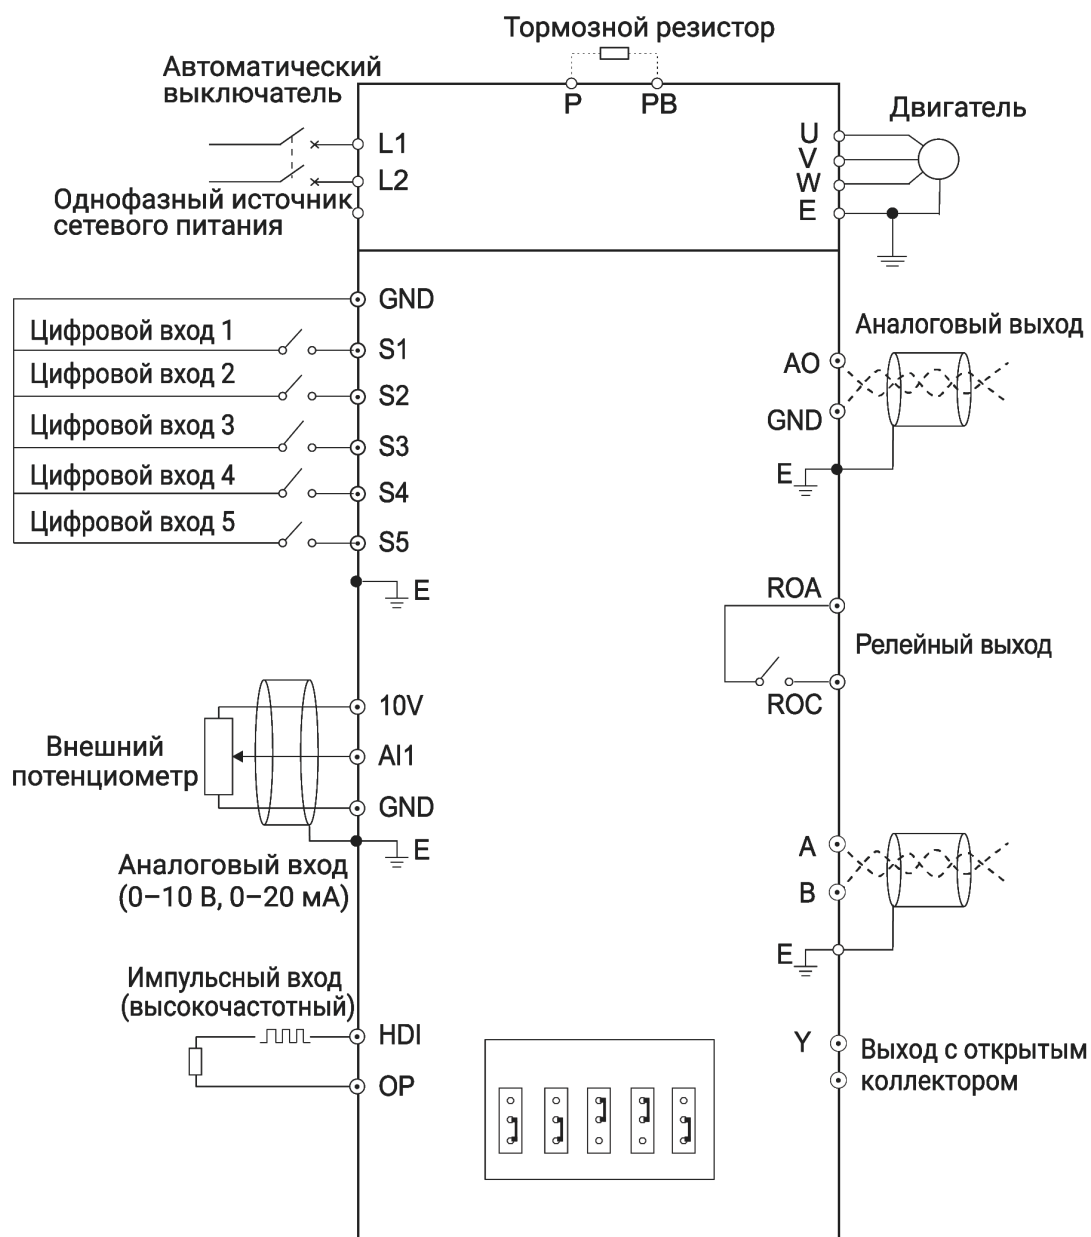 Тормозной резистор
Автоматический
выключатель
P
PB
Двигатель
L1
L2
U
V
W
E
Однофазный источник
сетевого питания
GND
Цифровой вход 1
S1
Цифровой вход 2
S2
Цифровой вход 3
S3
Цифровой вход 4
S4
Цифровой вход 5
S5
E
Аналоговый выход
AO
GND
E
ROA
Релейный выход
ROC
10V
Внешний
потенциометр
AI1
GND
E
Аналоговый вход
(0–10 В, 0–20 мА)
A
B
E
Импульсный вход
(высокочастотный)
HDI
OP
Y
Выход с открытым
коллектором